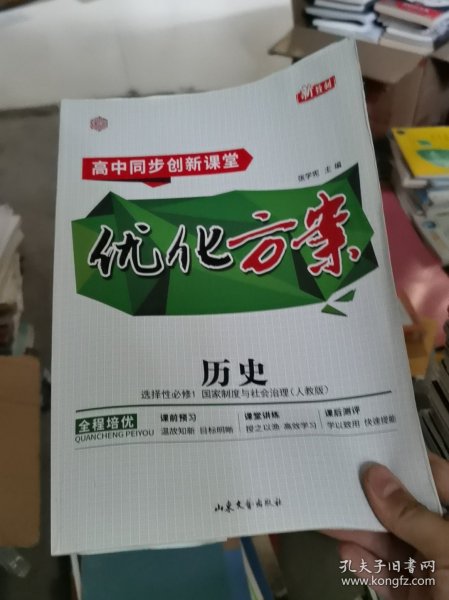 新教材
高中同步创新课堂
张学宪 主编
优化方案
历史
选择性必修1 国家制度与社会治理(人教版)
全程培优
QUANCHENG PEIYOU
课前预习
温故知新 目标明晰
课堂讲练
授之以渔 高效学习
课后测评
学以致用 快速提能
山东文艺出版社
孔夫子旧书网
www.kongfz.com